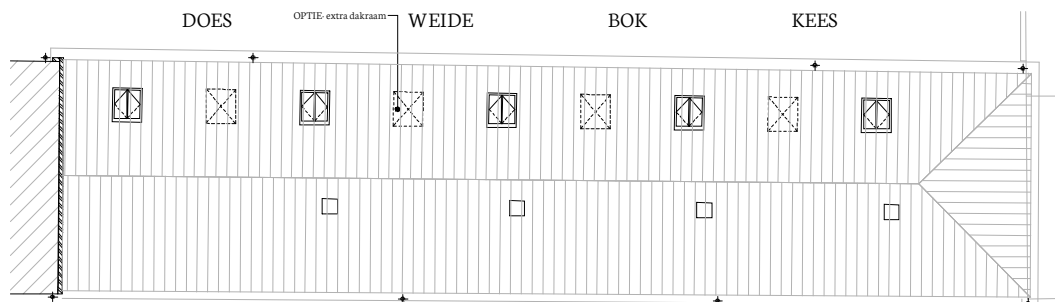 DOES
OPTIE- extra dakraam
WEIDE
BOK
KEES